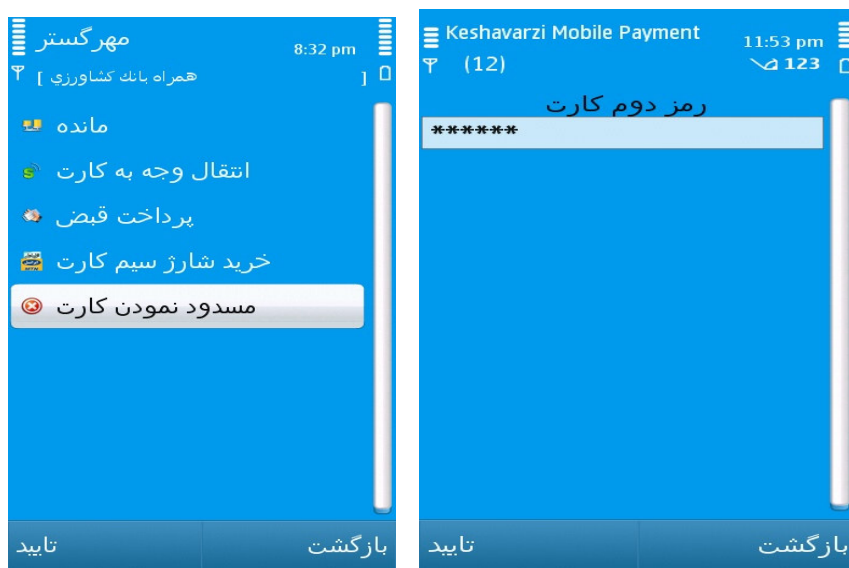 مهرگستر
8:32 pm
[ همراه بانك كشاورزي ]
مانده
انتقال وجه به کارت
پرداخت قبض
خرید شارژ سیم کارت
مسدود نمودن کارت
تایید
بازگشت
Keshavarzi Mobile Payment
11:53 pm
(12)
123
رمز دوم کارت
******
تایید
بازگشت